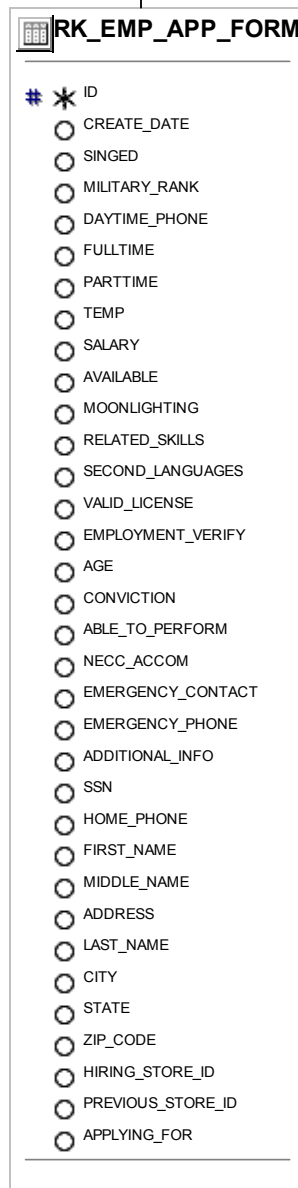 RK_EMP_APP_FORM
# * ID
CREATE_DATE
SINGED
MILITARY_RANK
DAYTIME_PHONE
FULLTIME
PARTTIME
TEMP
SALARY
AVAILABLE
MOONLIGHTING
RELATED_SKILLS
SECOND_LANGUAGES
VALID_LICENSE
EMPLOYMENT_VERIFY
AGE
CONVICTION
ABLE_TO_PERFORM
NECC_ACCOM
EMERGENCY_CONTACT
EMERGENCY_PHONE
ADDITIONAL_INFO
SSN
HOME_PHONE
FIRST_NAME
MIDDLE_NAME
ADDRESS
LAST_NAME
CITY
STATE
ZIP_CODE
HIRING_STORE_ID
PREVIOUS_STORE_ID
APPLYING_FOR